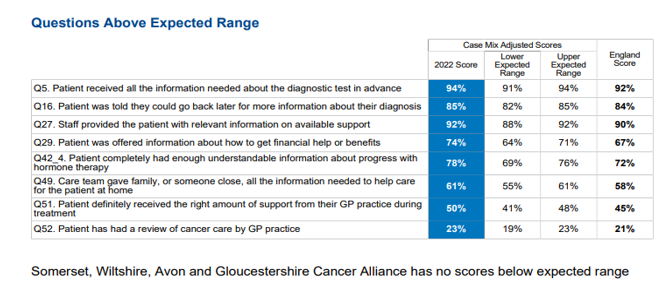 Questions Above Expected Range
Case Mix Adjusted Scores
2022 Score Lower Expected Range Upper Expected Range England Score
Q5. Patient received all the information needed about the diagnostic test in advance 94% 91% 94% 92%
Q16. Patient was told they could go back later for more information about their diagnosis 85% 82% 85% 84%
Q27. Staff provided the patient with relevant information on available support 92% 88% 92% 90%
Q29. Patient was offered information about how to get financial help or benefits 74% 64% 71% 67%
Q42_4. Patient completely had enough understandable information about progress with
hormone therapy 78% 69% 76% 72%
Q49. Care team gave family, or someone close, all the information needed to help care
for the patient at home 61% 55% 61% 58%
Q51. Patient definitely received the right amount of support from their GP practice during
treatment 50% 41% 48% 45%
Q52. Patient has had a review of cancer care by GP practice 23% 19% 23% 21%
Somerset, Wiltshire, Avon and Gloucestershire Cancer Alliance has no scores below expected range